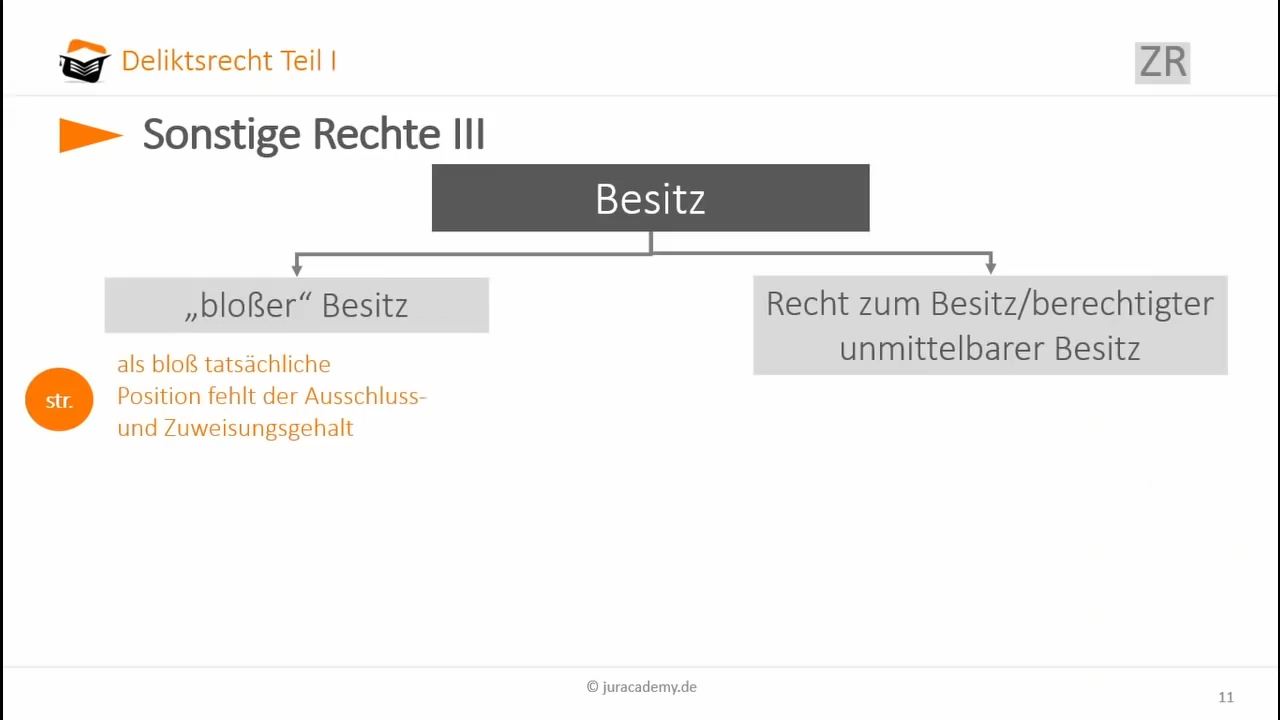 Deliktsrecht Teil I
ZR
Sonstige Rechte III
Besitz
„bloßer“ Besitz
Recht zum Besitz/berechtigter
unmittelbarer Besitz
str.
als bloß tatsächliche
Position fehlt der Ausschluss-
und Zuweisungsgehalt
© juracademy.de
11